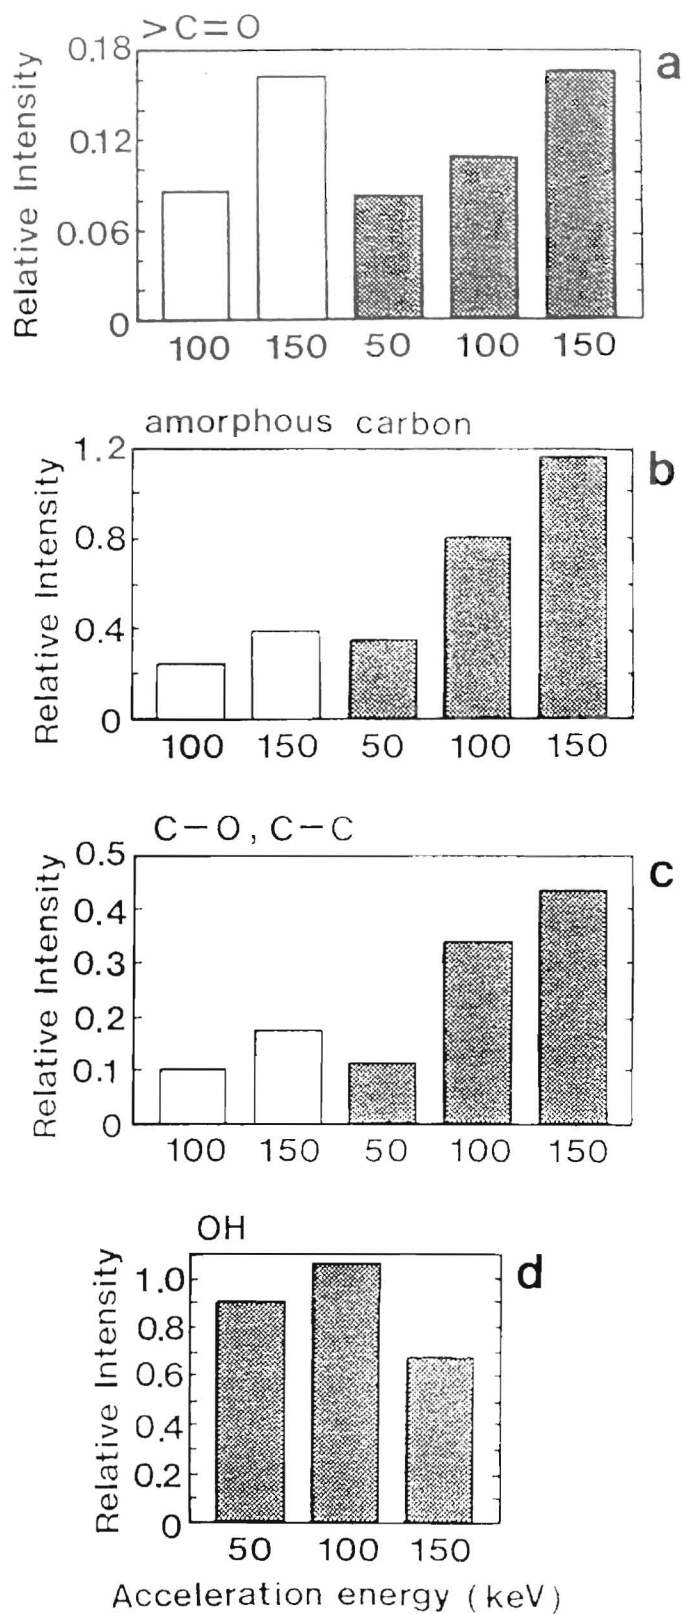 >C=O
a
Relative Intensity
0.18
0.12
0.06
0
100 150 50 100 150
amorphous carbon
b
Relative Intensity
1.2
0.8
0.4
0
100 150 50 100 150
C-O, C-C
c
Relative Intensity
0.5
0.4
0.3
0.2
0.1
0
100 150 50 100 150
OH
d
Relative Intensity
1.0
0.8
0.6
0.4
0.2
0
50 100 150
Acceleration energy (keV)